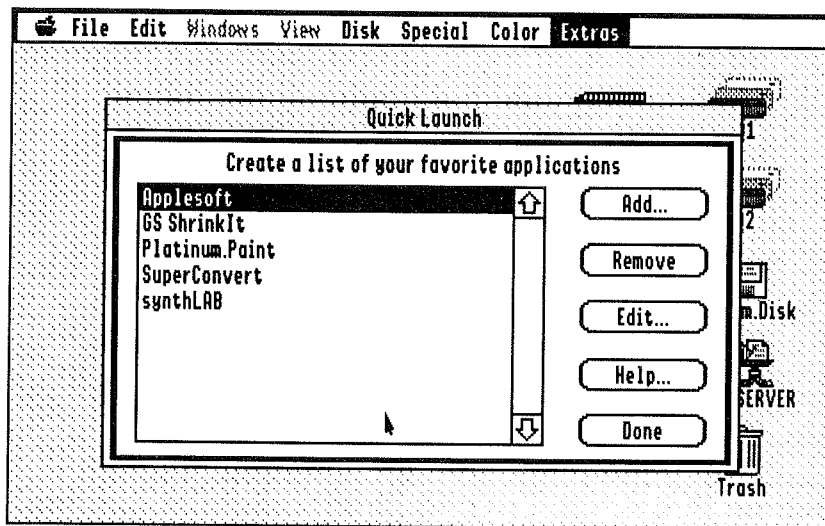 File Edit Windows View Disk Special Color Extras
Quick Launch
1
Create a list of your favorite applications
Applesoft
GS ShrinkIt
Platinum.Paint
SuperConvert
synthLAB
Add...
Remove
Edit...
Help...
Done
2
m.Disk
SERVER
Trash